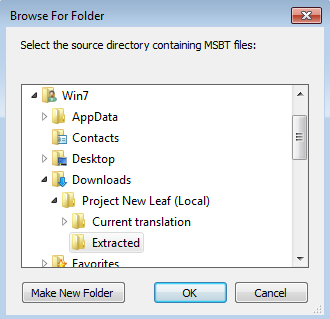 Browse For Folder
Select the source directory containing MSBT files:
Win7
AppData
Contacts
Desktop
Downloads
Project New Leaf (Local)
Current translation
Extracted
Favorites
Make New Folder
OK
Cancel